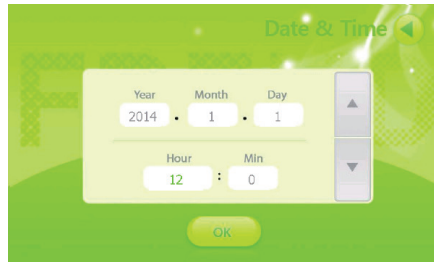 Date & Time
Year Month Day
2014 . 1 . 1
Hour Min
12 : 0
OK